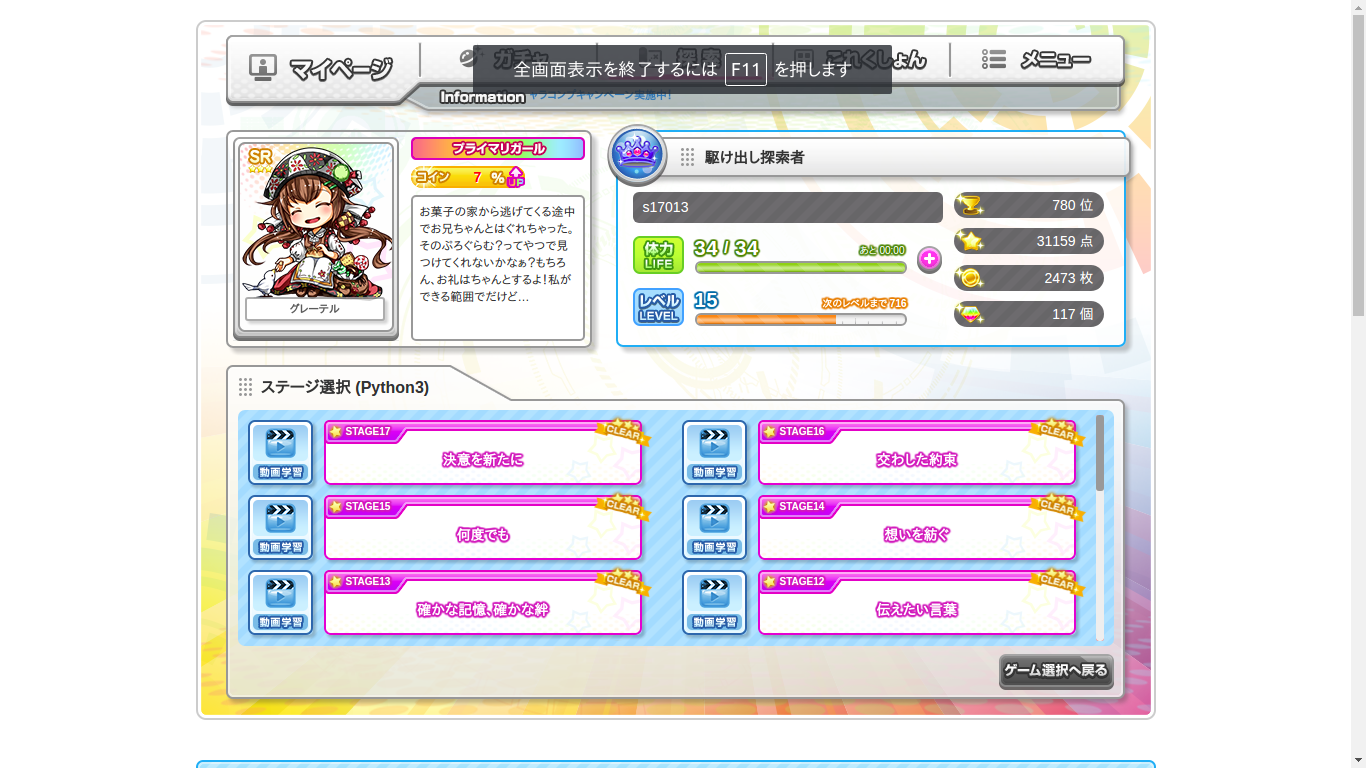 マイページ
ガチャ
探索
これくしょん
メニュー
全画面表示を終了するには F11 を押します
Information
ャラコンプキャンペーン実施中!
SR
グレーテル
プライマリガール
コイン 7 % UP
お菓子の家から逃げてくる途中
でお兄ちゃんとはぐれちゃった。
そのぷろぐらむ?ってやつで見
つけてくれないかなぁ?もちろ
ん、お礼はちゃんとするよ!私が
できる範囲でだけど…
駆け出し探索者
s17013
780 位
体力
LIFE
34 / 34
あと 00:00
31159 点
2473 枚
レベル
LEVEL
15
次のレベルまで 716
117 個
ステージ選択 (Python3)
動画学習
STAGE17
CLEAR
決意を新たに
動画学習
STAGE16
CLEAR
交わした約束
動画学習
STAGE15
CLEAR
何度でも
動画学習
STAGE14
CLEAR
想いを紡ぐ
動画学習
STAGE13
CLEAR
確かな記憶、確かな絆
動画学習
STAGE12
CLEAR
伝えたい言葉
ゲーム選択へ戻る